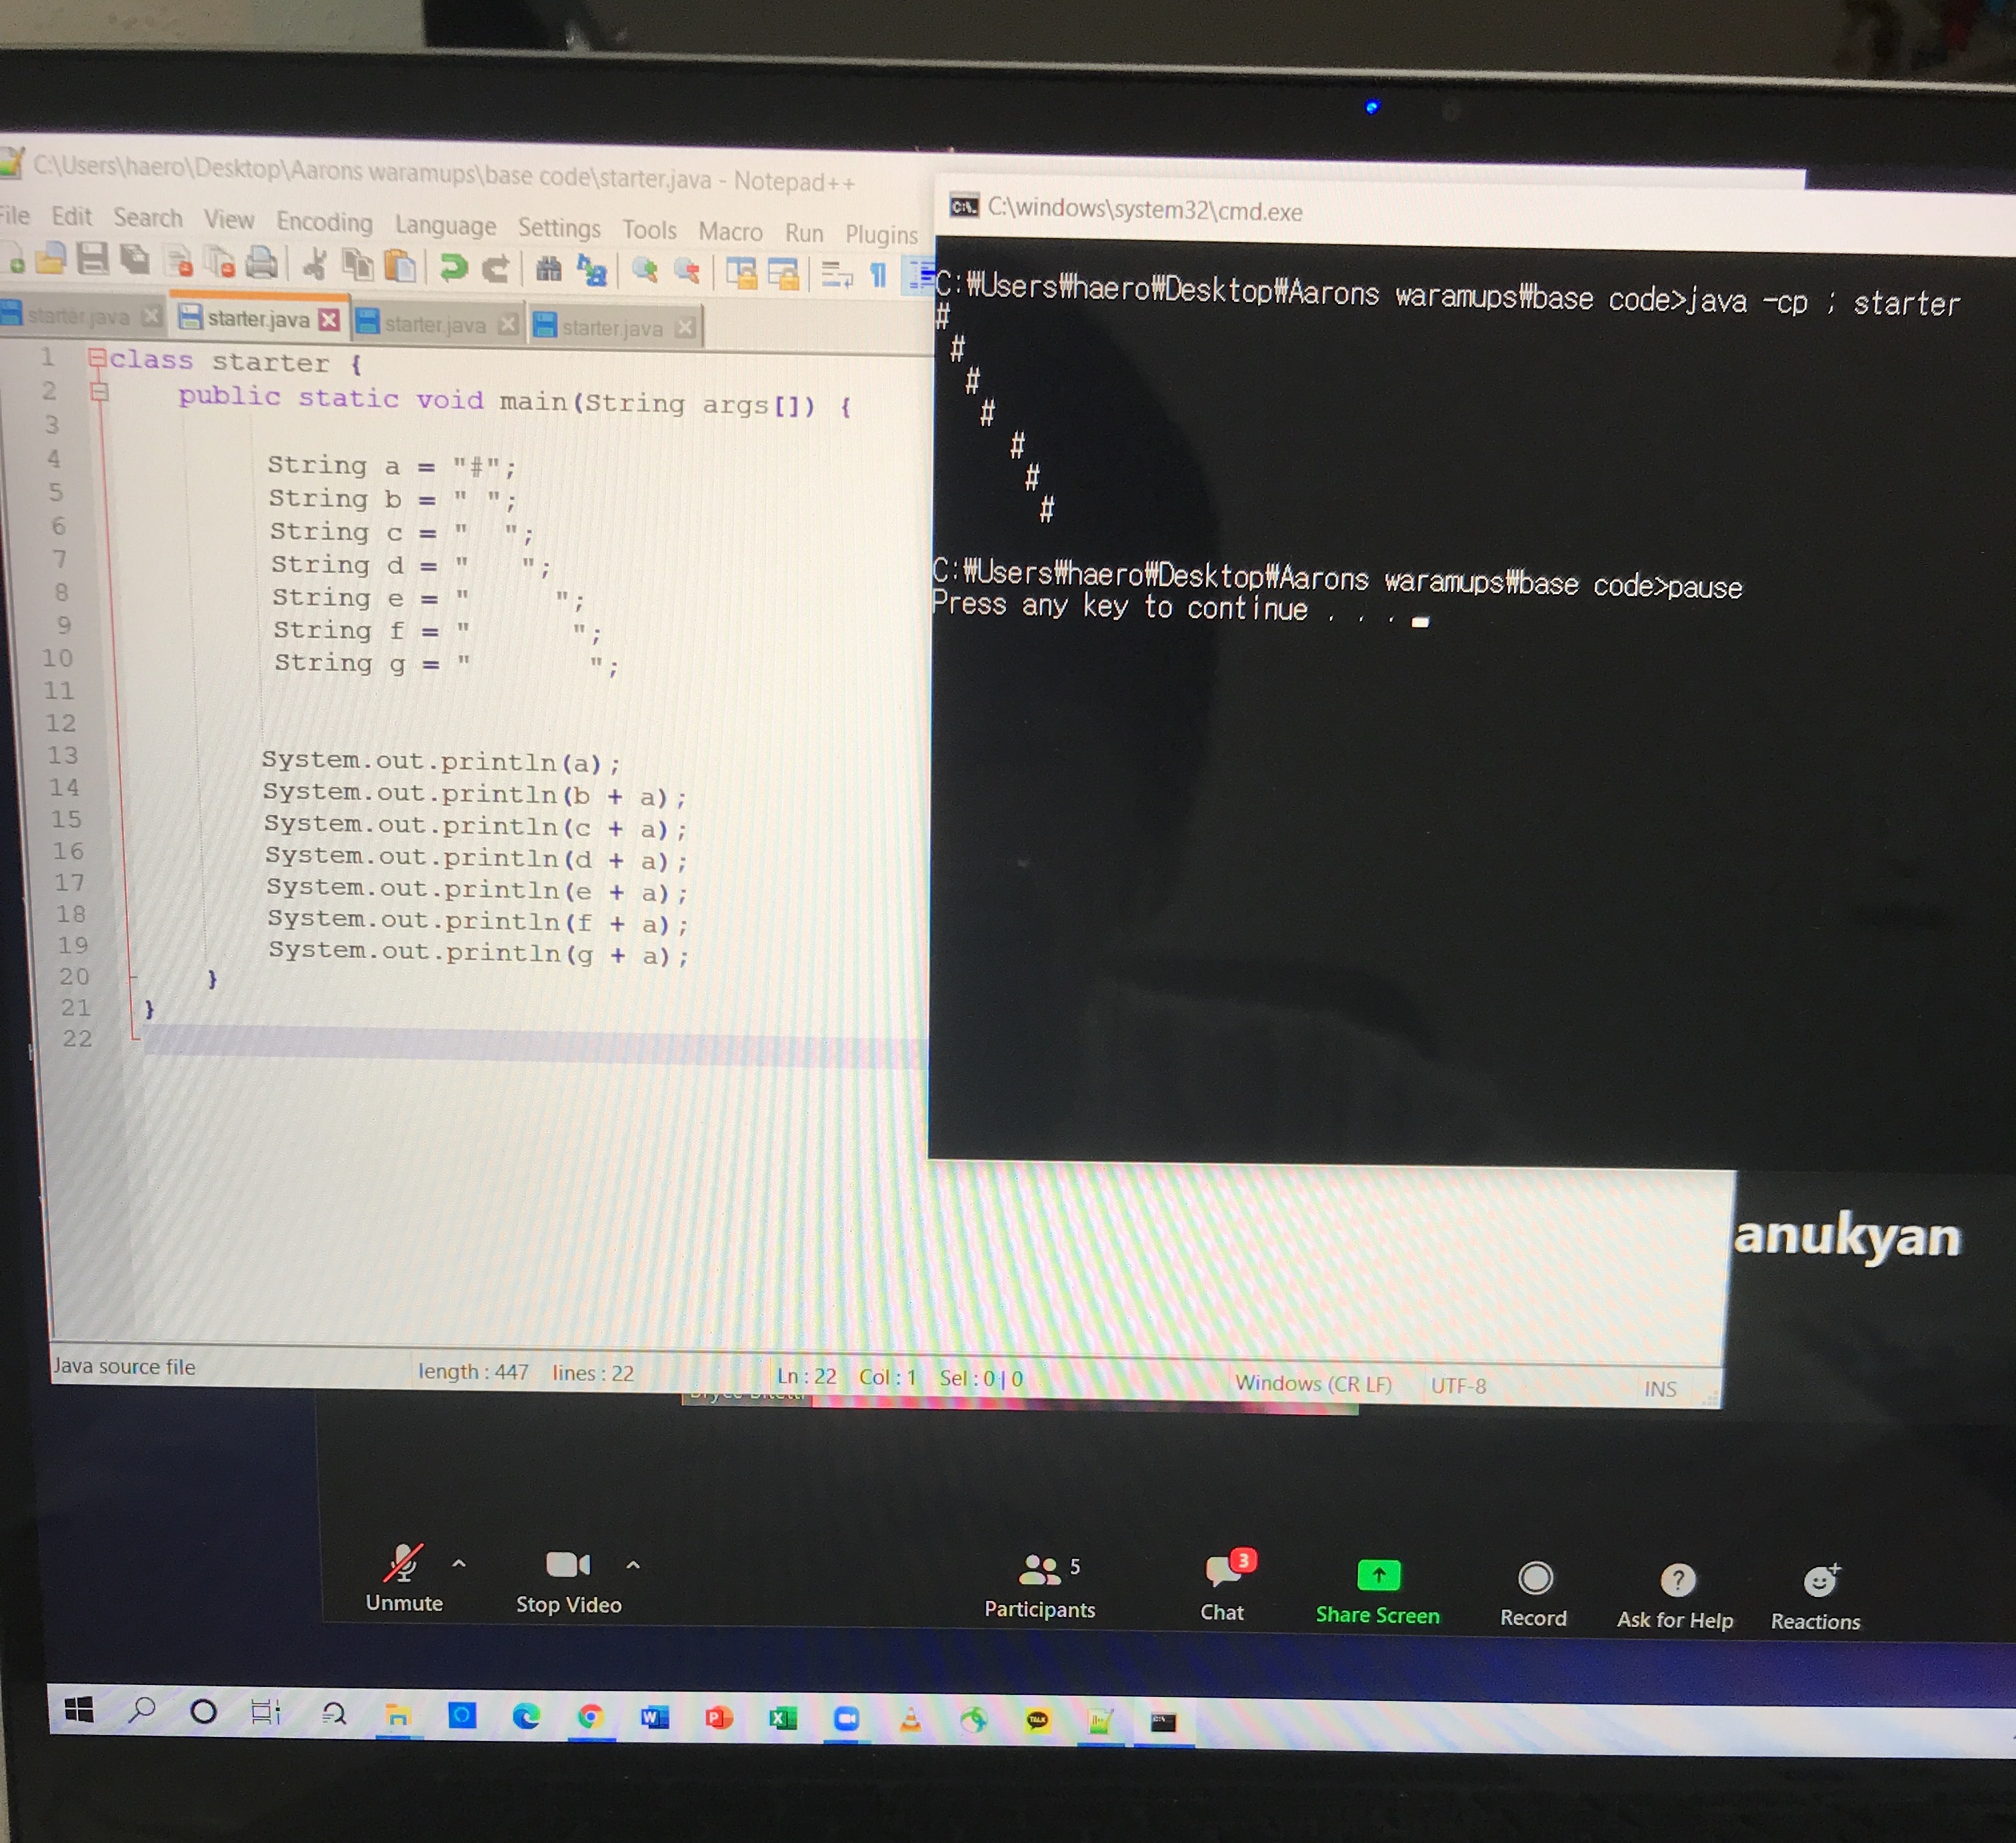 C:\Users\haero\Desktop\Aarons waramups\base code\starter.java - Notepad++
File Edit Search View Encoding Language Settings Tools Macro Run Plugins
starter.java starter.java starter.java starter.java
1 class starter {
2     public static void main(String args[]) {
3
4         String a = "#";
5         String b = " ";
6         String c = "  ";
7         String d = "   ";
8         String e = "     ";
9         String f = "      ";
10         String g = "       ";
11
12
13         System.out.println(a);
14         System.out.println(b + a);
15         System.out.println(c + a);
16         System.out.println(d + a);
17         System.out.println(e + a);
18         System.out.println(f + a);
19         System.out.println(g + a);
20     }
21 }
22
Java source file length : 447 lines : 22 Ln : 22 Col : 1 Sel : 0 | 0 Windows (CR LF) UTF-8 INS
C:\windows\system32\cmd.exe
C:₩Users₩haero₩Desktop₩Aarons waramups₩base code>java -cp ; starter
#
 #
  #
   #
     #
      #
       #
C:₩Users₩haero₩Desktop₩Aarons waramups₩base code>pause
Press any key to continue . . .
anukyan
Unmute Stop Video Participants 5 Chat 3 Share Screen Record Ask for Help Reactions
TALK